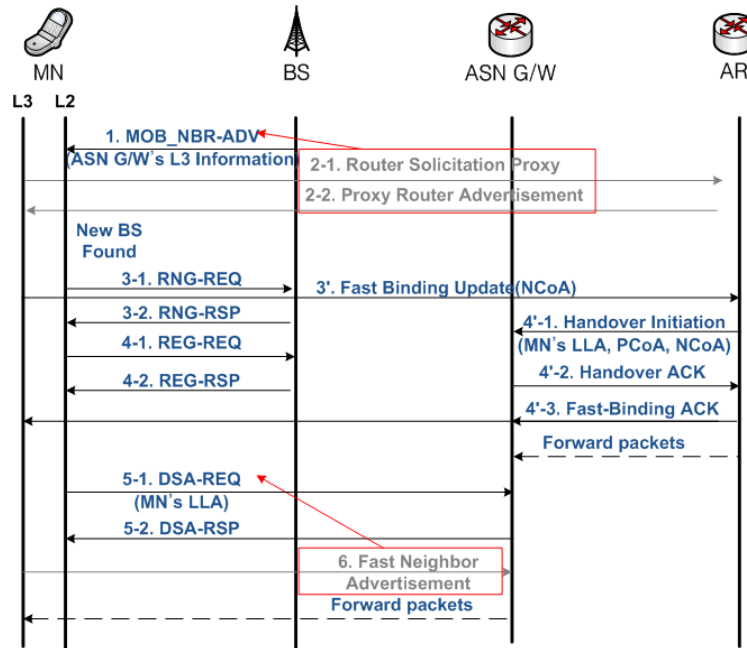 MN
BS
ASN G/W
AR
L3
L2
1. MOB_NBR-ADV
(ASN G/W's L3 Information)
2-1. Router Solicitation Proxy
2-2. Proxy Router Advertisement
New BS
Found
3-1. RNG-REQ
3'. Fast Binding Update(NCoA)
3-2. RNG-RSP
4'-1. Handover Initiation
(MN's LLA, PCoA, NCoA)
4-1. REG-REQ
4'-2. Handover ACK
4-2. REG-RSP
4'-3. Fast-Binding ACK
Forward packets
5-1. DSA-REQ
(MN's LLA)
5-2. DSA-RSP
6. Fast Neighbor
Advertisement
Forward packets